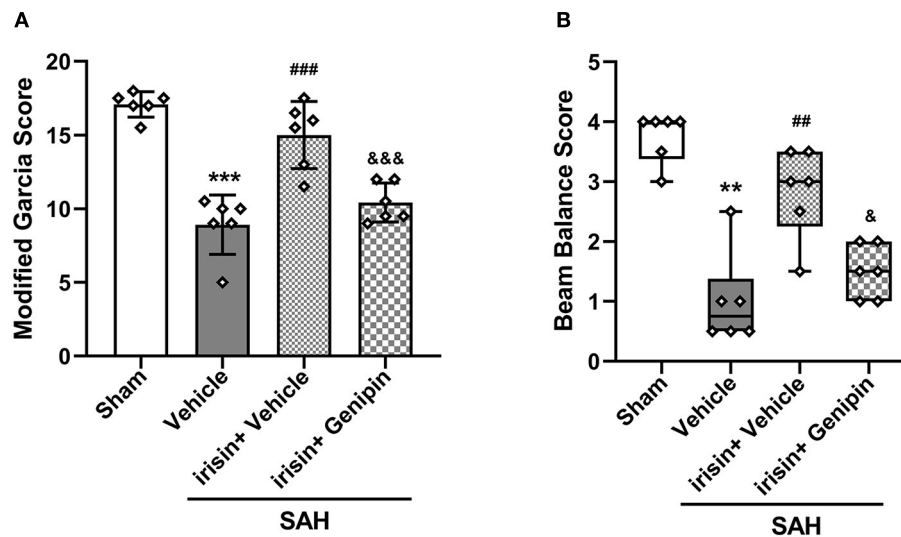 A
Modified Garcia Score
20
15
10
5
0
***
###
&&&
Sham
Vehicle
irisin+ Vehicle
irisin+ Genipin
SAH
B
Beam Balance Score
5
4
3
2
1
0
**
##
&
Sham
Vehicle
irisin+ Vehicle
irisin+ Genipin
SAH